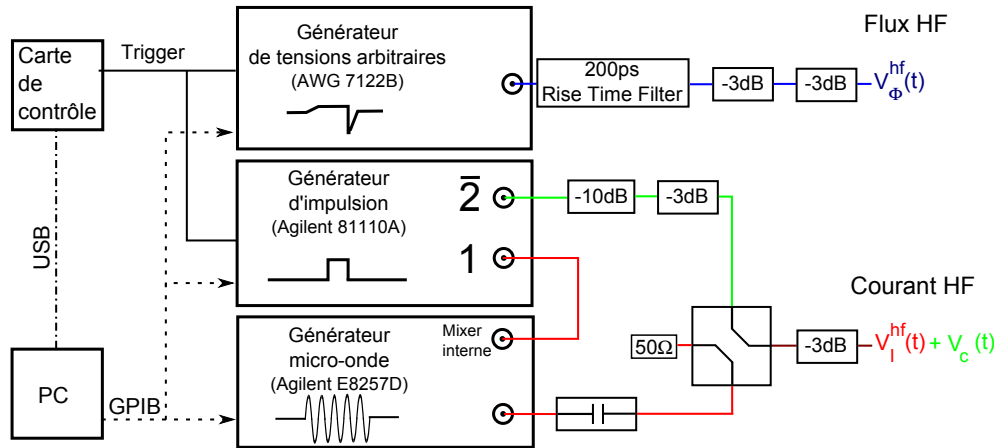 Carte
de
contrôle
Trigger
Générateur
de tensions arbitraires
(AWG 7122B)
200ps
Rise Time Filter
-3dB
-3dB
Flux HF
V_Φ^hf(t)
Générateur
d'impulsion
(Agilent 81110A)
2̅
1
-10dB
-3dB
USB
Courant HF
Générateur
micro-onde
(Agilent E8257D)
Mixer
interne
50Ω
-3dB
V_I^hf(t) + V_c(t)
PC
GPIB